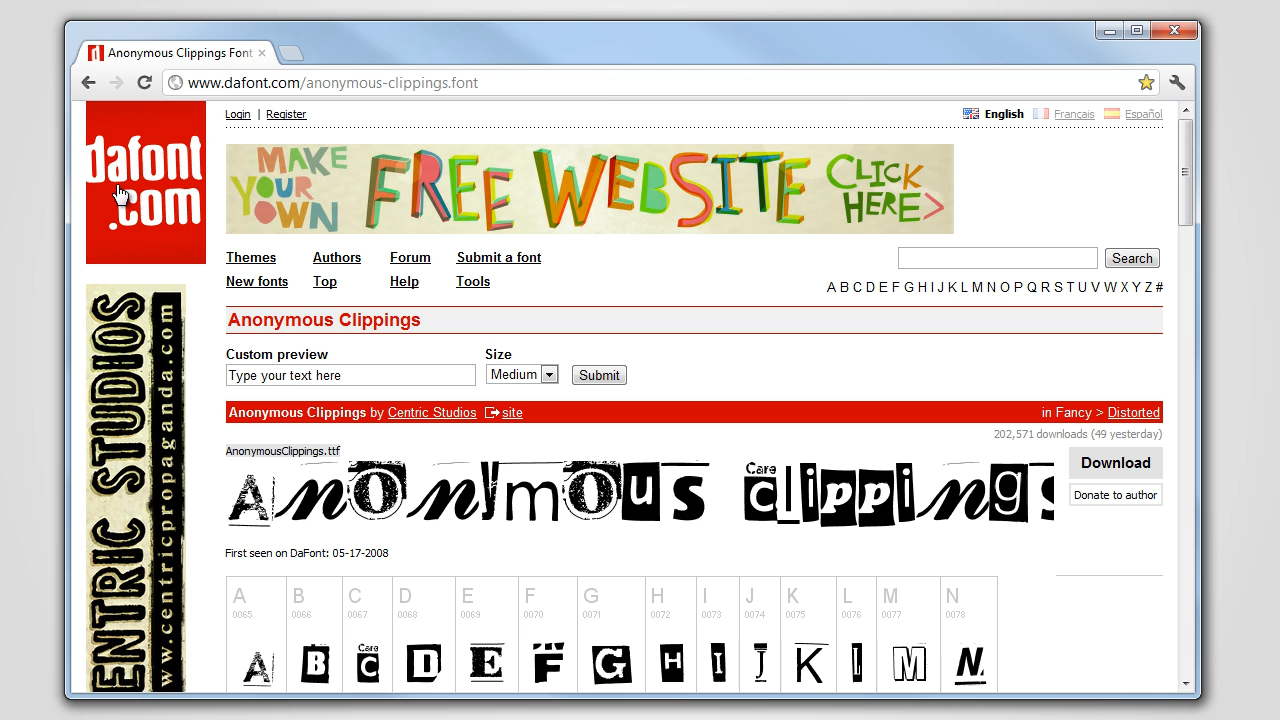 Anonymous Clippings Font
www.dafont.com/anonymous-clippings.font
dafont
.com
Login | Register
English Français Español
MAKE YOUR OWN FREE WEBSITE CLICK HERE>
Themes Authors Forum Submit a font
Search
New fonts Top Help Tools
A B C D E F G H I J K L M N O P Q R S T U V W X Y Z #
Anonymous Clippings
Custom preview Size
Type your text here Medium Submit
Anonymous Clippings by Centric Studios site in Fancy > Distorted
202,571 downloads (49 yesterday)
AnonymousClippings.ttf
Download
Anonymous Clippings
Care
Donate to author
First seen on DaFont: 05-17-2008
A B C D E F G H I J K L M N
0065 0066 0067 0068 0069 0070 0071 0072 0073 0074 0075 0076 0077 0078
Care
A B C D E F G H I J K L M N
CENTRIC STUDIOS
www.centricpropaganda.com